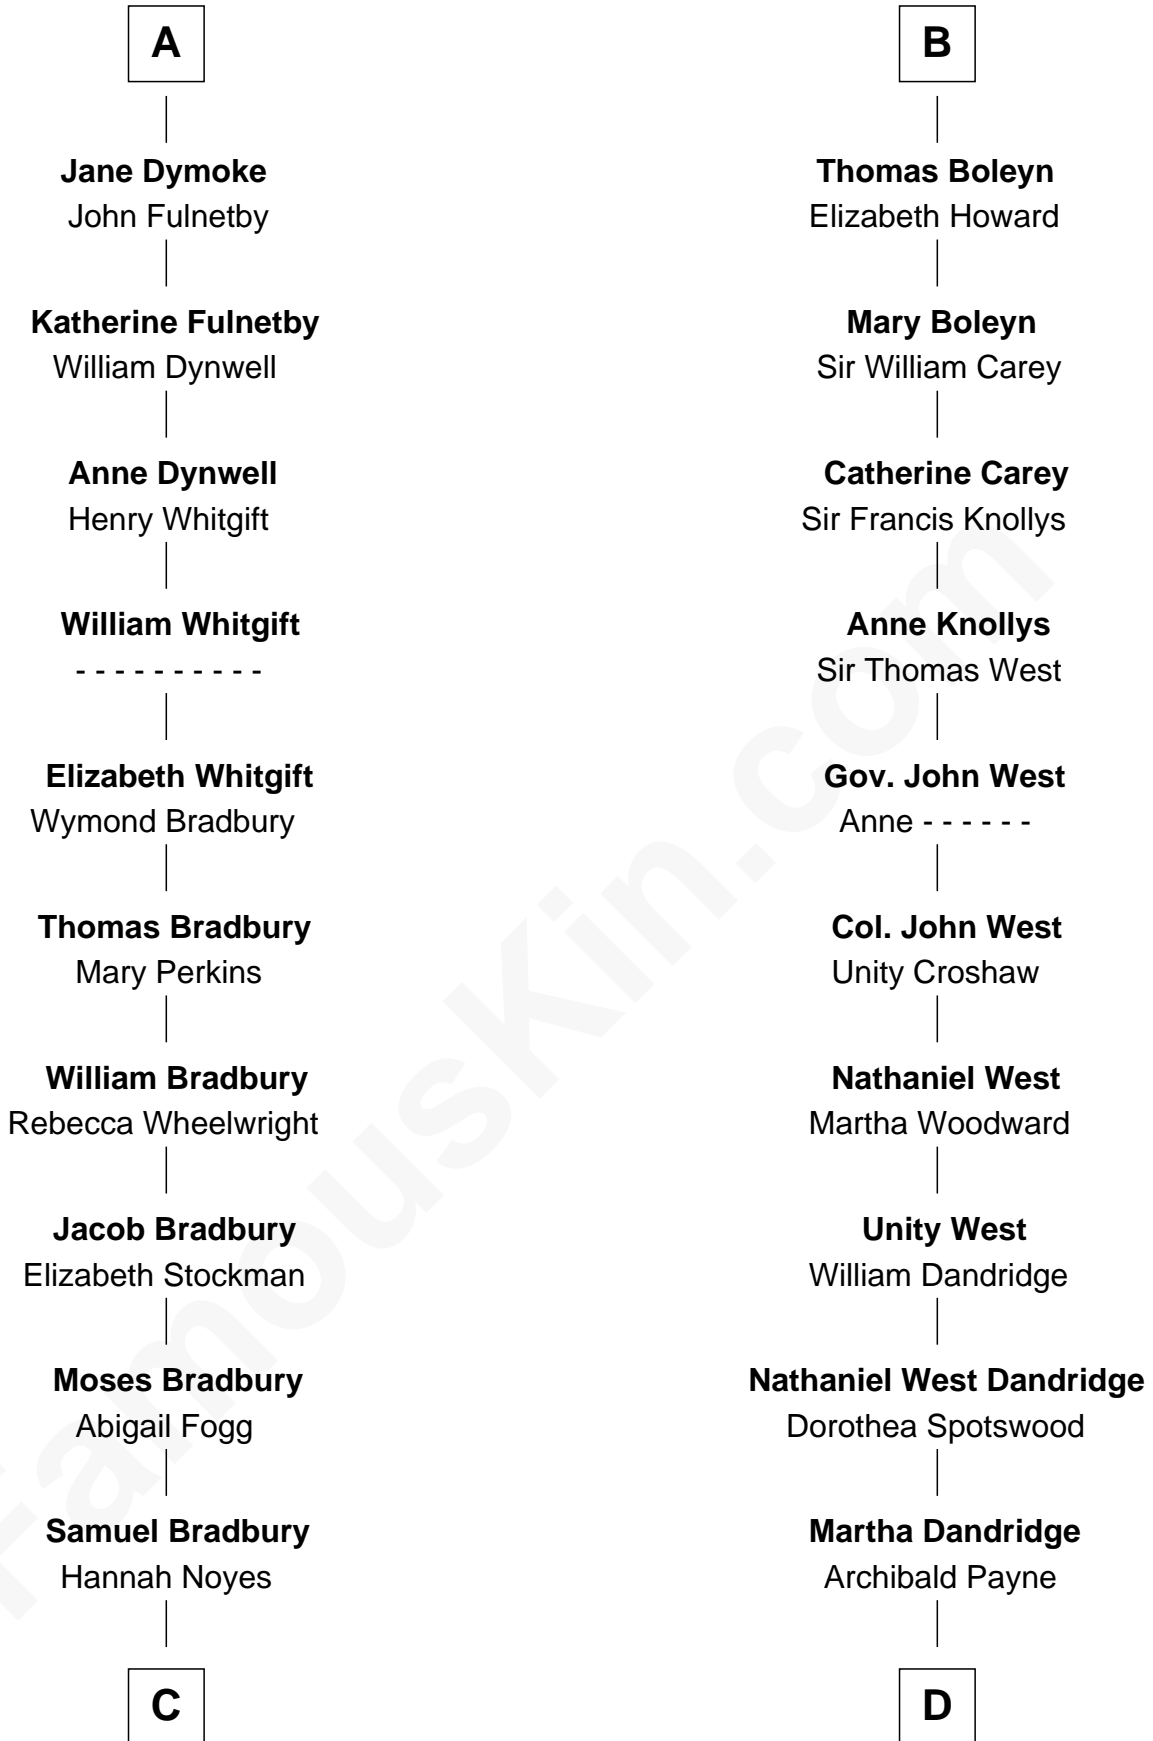 A
Jane Dymoke
John Fulnetby
Katherine Fulnetby
William Dynwell
Anne Dynwell
Henry Whitgift
William Whitgift
- - - - - - - - - -
Elizabeth Whitgift
Wymond Bradbury
Thomas Bradbury
Mary Perkins
William Bradbury
Rebecca Wheelwright
Jacob Bradbury
Elizabeth Stockman
Moses Bradbury
Abigail Fogg
Samuel Bradbury
Hannah Noyes
C
B
Thomas Boleyn
Elizabeth Howard
Mary Boleyn
Sir William Carey
Catherine Carey
Sir Francis Knollys
Anne Knollys
Sir Thomas West
Gov. John West
Anne - - - - - -
Col. John West
Unity Croshaw
Nathaniel West
Martha Woodward
Unity West
William Dandridge
Nathaniel West Dandridge
Dorothea Spotswood
Martha Dandridge
Archibald Payne
D
FamousKin.com